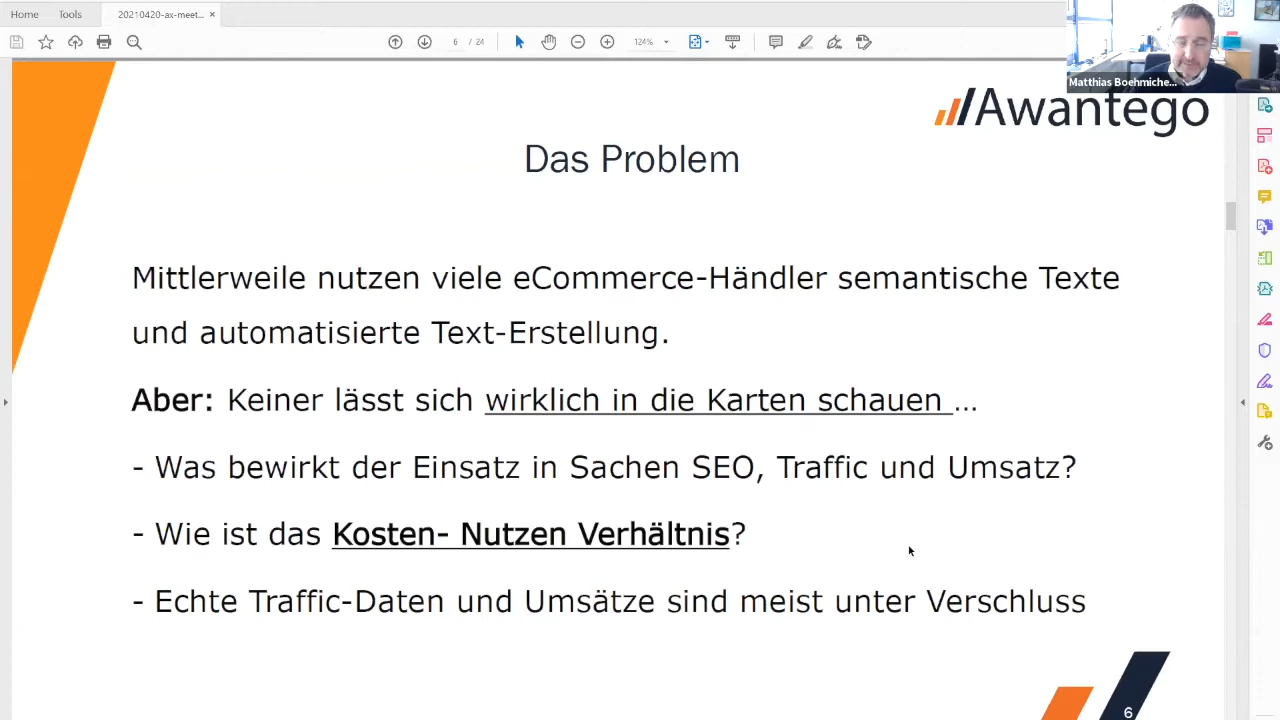 Home Tools 20210420-ax-meet... ×
6 / 24 124%
Matthias Boehmiche...
Awantego
Das Problem
Mittlerweile nutzen viele eCommerce-Händler semantische Texte
und automatisierte Text-Erstellung.
Aber: Keiner lässt sich wirklich in die Karten schauen ...
- Was bewirkt der Einsatz in Sachen SEO, Traffic und Umsatz?
- Wie ist das Kosten- Nutzen Verhältnis?
- Echte Traffic-Daten und Umsätze sind meist unter Verschluss
6